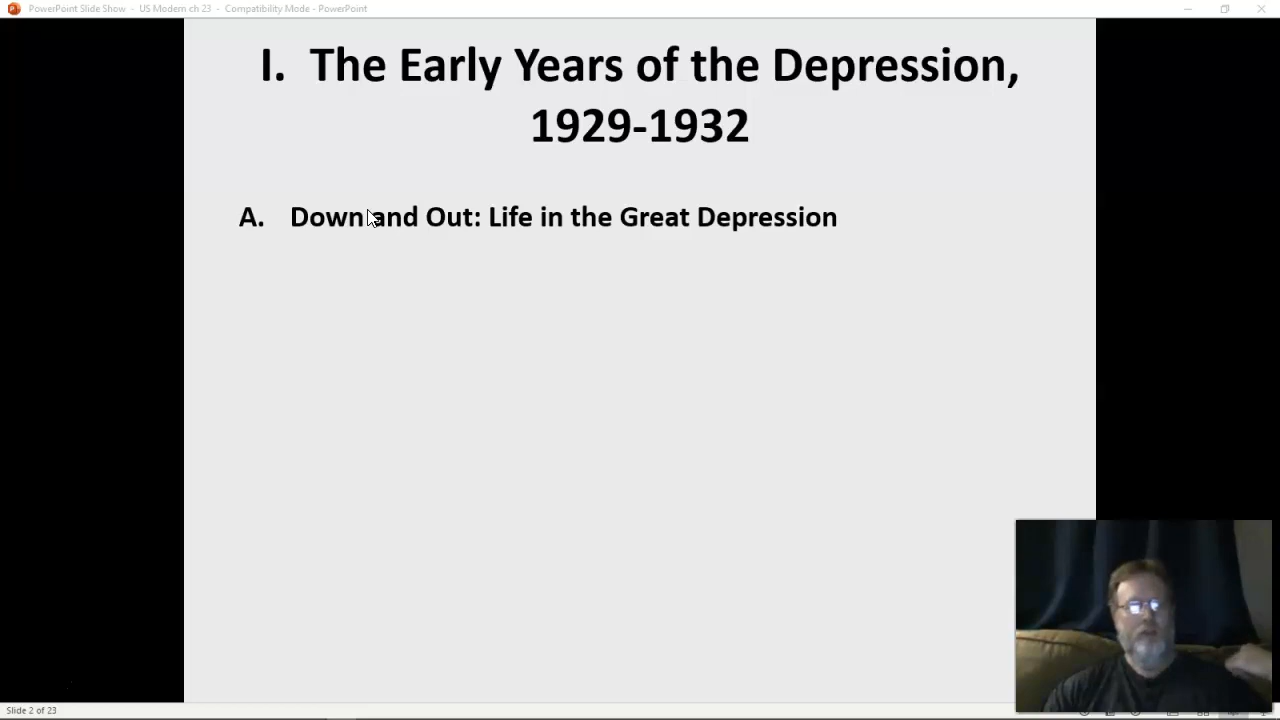 PowerPoint Slide Show - US Modern ch 23 - Compatibility Mode - PowerPoint
I. The Early Years of the Depression,
1929-1932
A. Down and Out: Life in the Great Depression
Slide 2 of 23